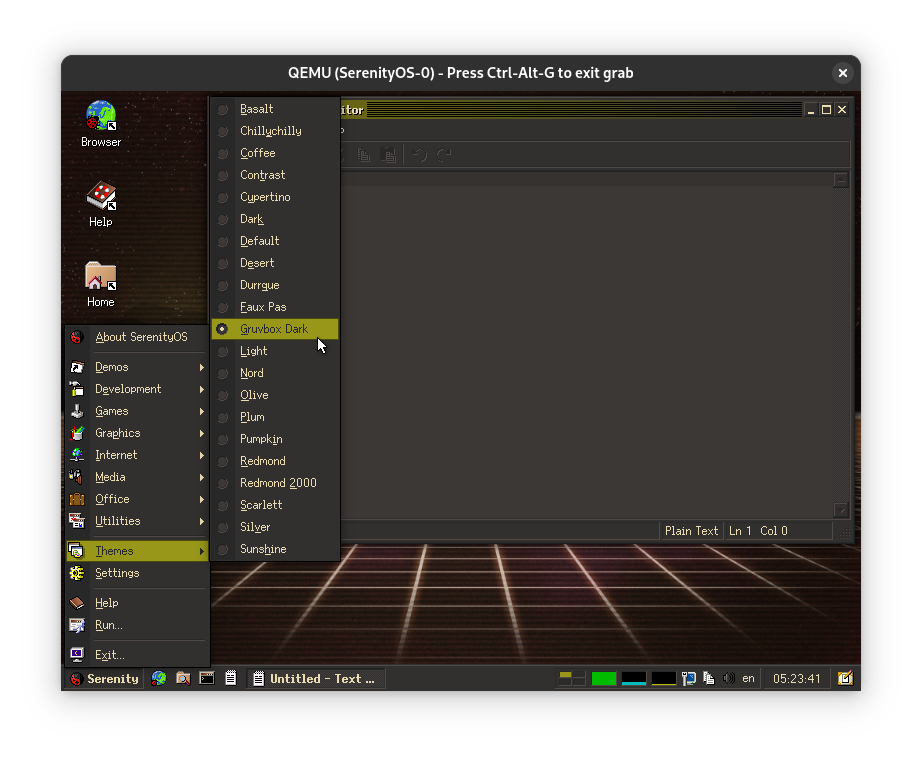 QEMU (SerenityOS-0) - Press Ctrl-Alt-G to exit grab
Browser
Help
Home
itor
Basalt
Chillychilly
Coffee
Contrast
Cupertino
Dark
Default
Desert
Durrque
Faux Pas
Gruvbox Dark
Light
Nord
Olive
Plum
Pumpkin
Redmond
Redmond 2000
Scarlett
Silver
Sunshine
About SerenityOS
Demos
Development
Games
Graphics
Internet
Media
Office
Utilities
Themes
Settings
Help
Run...
Exit...
Plain Text
Ln 1 Col 0
Serenity
Untitled - Text ...
en
05:23:41